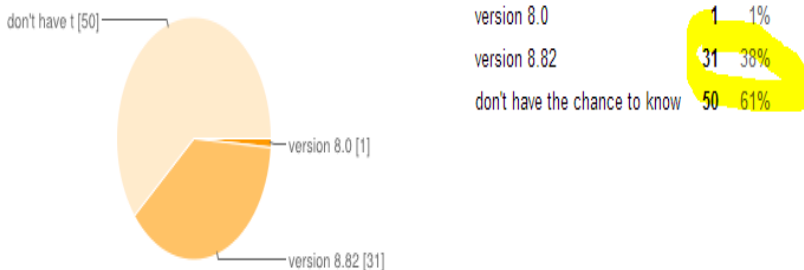 don't have t [50]
version 8.0 [1]
version 8.82 [31]
version 8.0 1 1%
version 8.82 31 38%
don't have the chance to know 50 61%